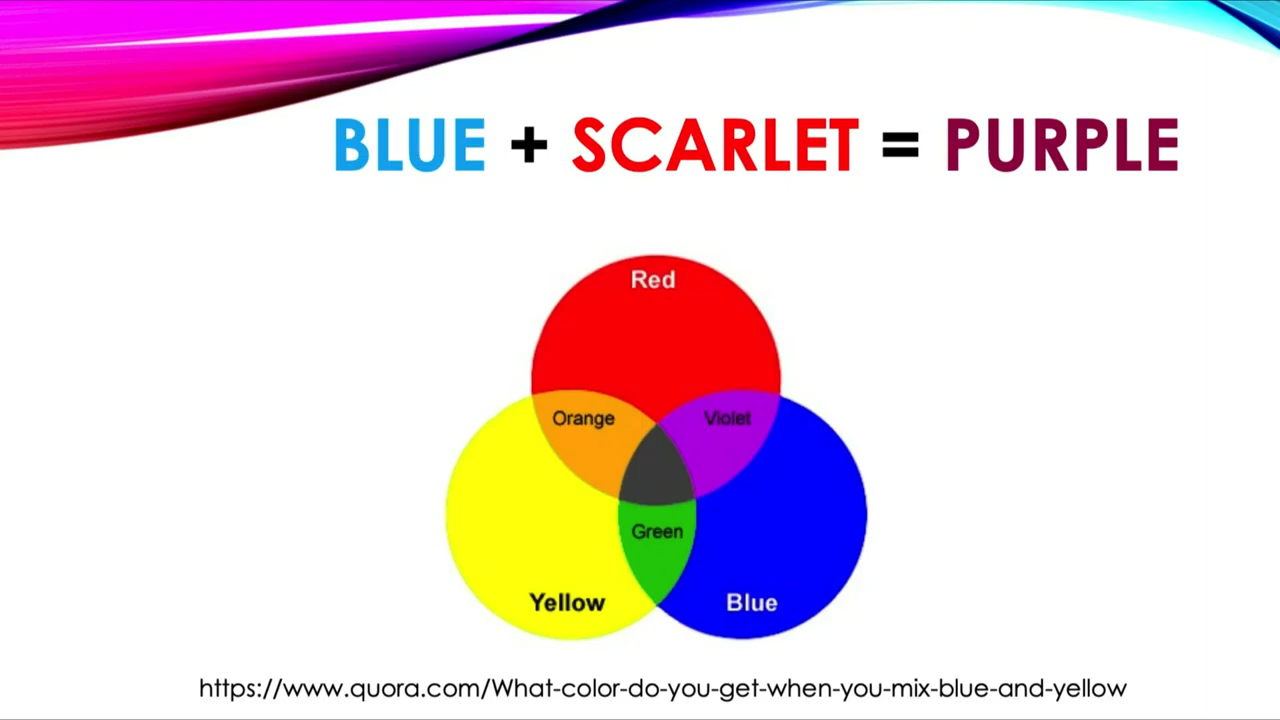 BLUE + SCARLET = PURPLE
Red
Orange
Violet
Green
Yellow
Blue
https://www.quora.com/What-color-do-you-get-when-you-mix-blue-and-yellow